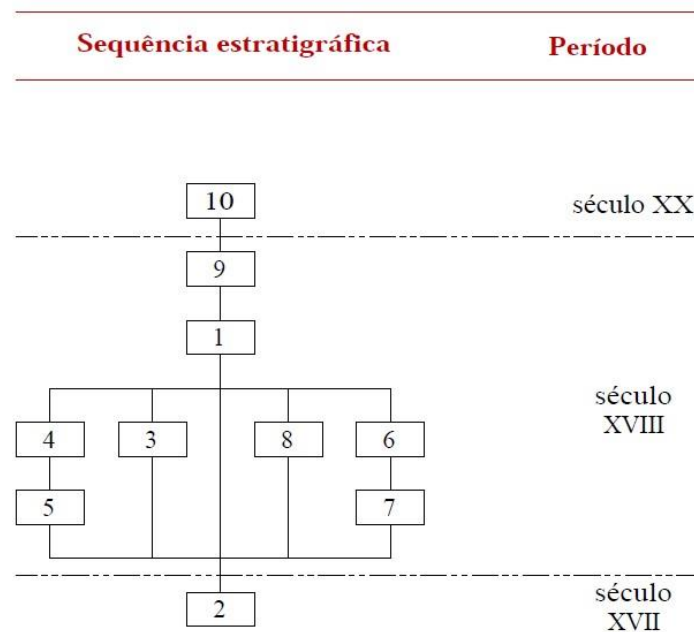 Sequência estratigráfica Período
10 século XX
9
1
século
XVIII
4 3 8 6
5 7
século
2
XVII